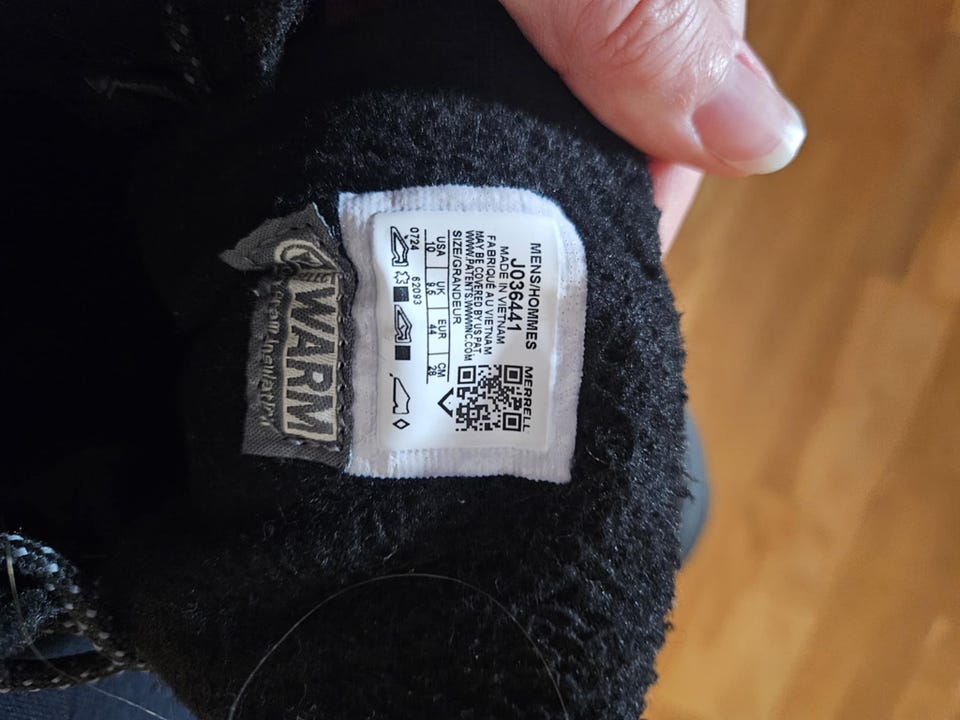 MENS/HOMMES
J036441
MADE IN VIETNAM
FABRIQUÉ AU VIETNAM
MAY BE COVERED BY US PAT
WWW.PATENTS.WWWINC.COM
SIZE/GRANDEUR
USA UK EUR CM
10 9.5 44 28
0724 62093
MERRELL
WARM